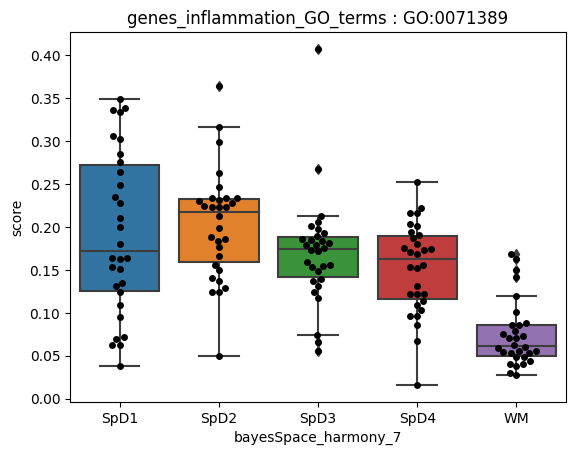 genes_inflammation_GO_terms : GO:0071389
score
0.40
0.35
0.30
0.25
0.20
0.15
0.10
0.05
0.00
SpD1 SpD2 SpD3 SpD4 WM
bayesSpace_harmony_7